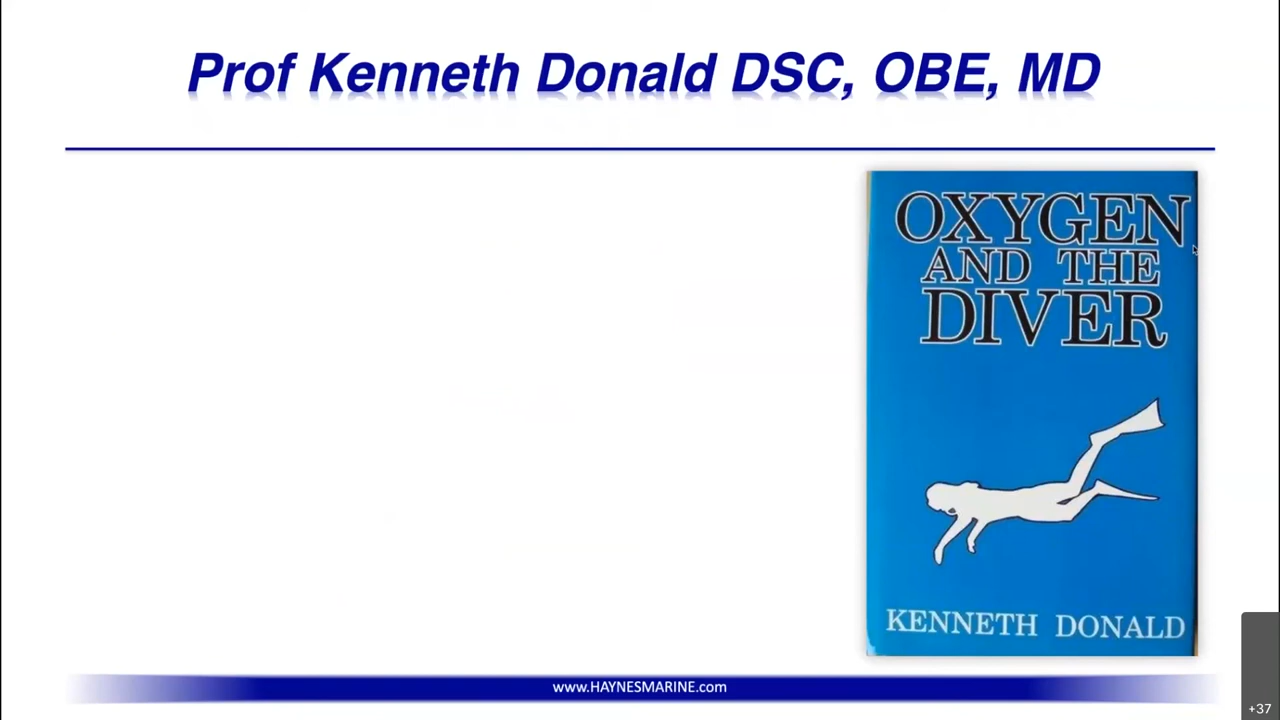 Prof Kenneth Donald DSC, OBE, MD
OXYGEN
AND THE
DIVER
KENNETH DONALD
www.HAYNESMARINE.com
+37